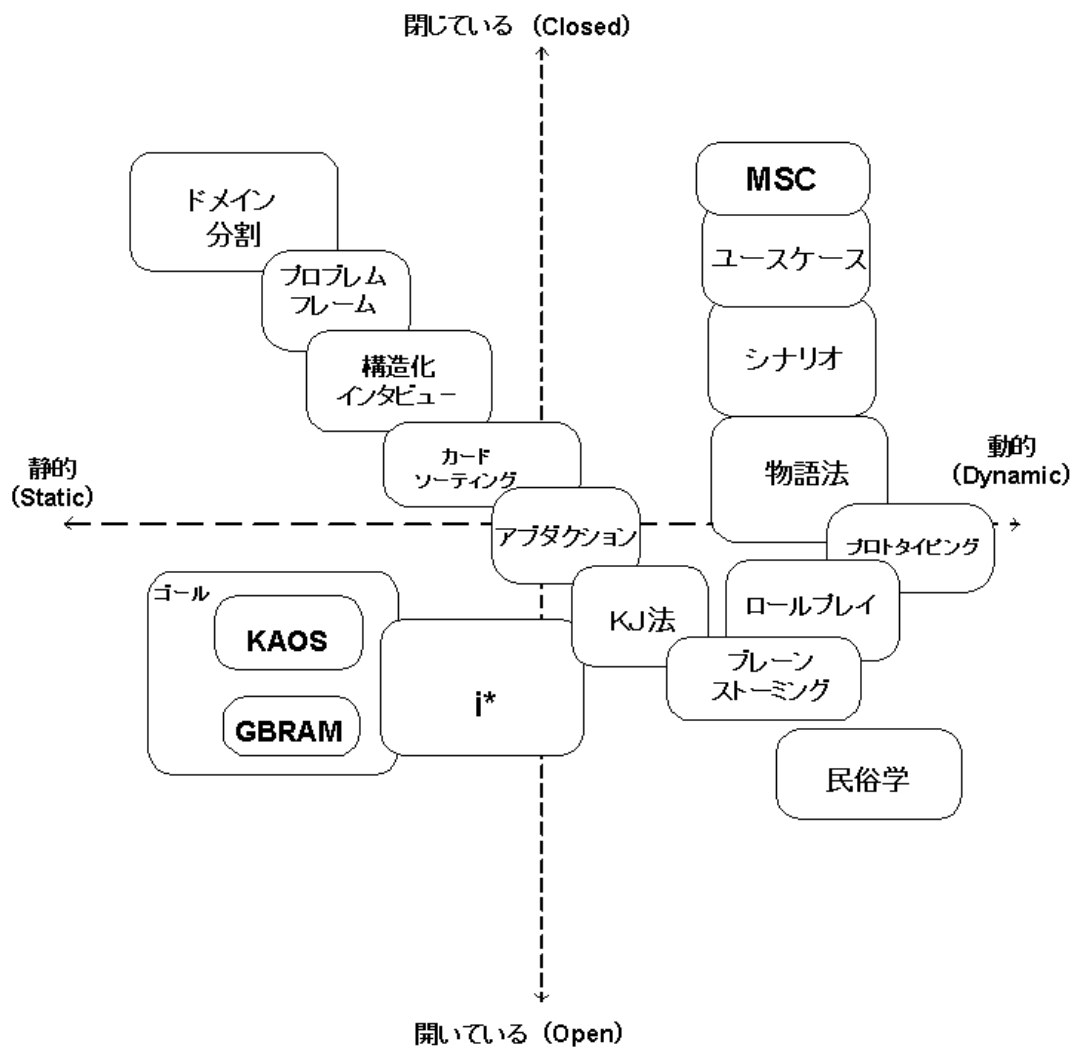 閉じている (Closed)
MSC
ドメイン
分割
ユースケース
プロブレム
フレーム
シナリオ
構造化
インタビュー
カード
ソーティング
物語法
静的
(Static)
動的
(Dynamic)
アブダクション
プロトタイピング
ゴール
KAOS
KJ法
ロールプレイ
ブレーン
ストーミング
i*
GBRAM
民俗学
開いている (Open)